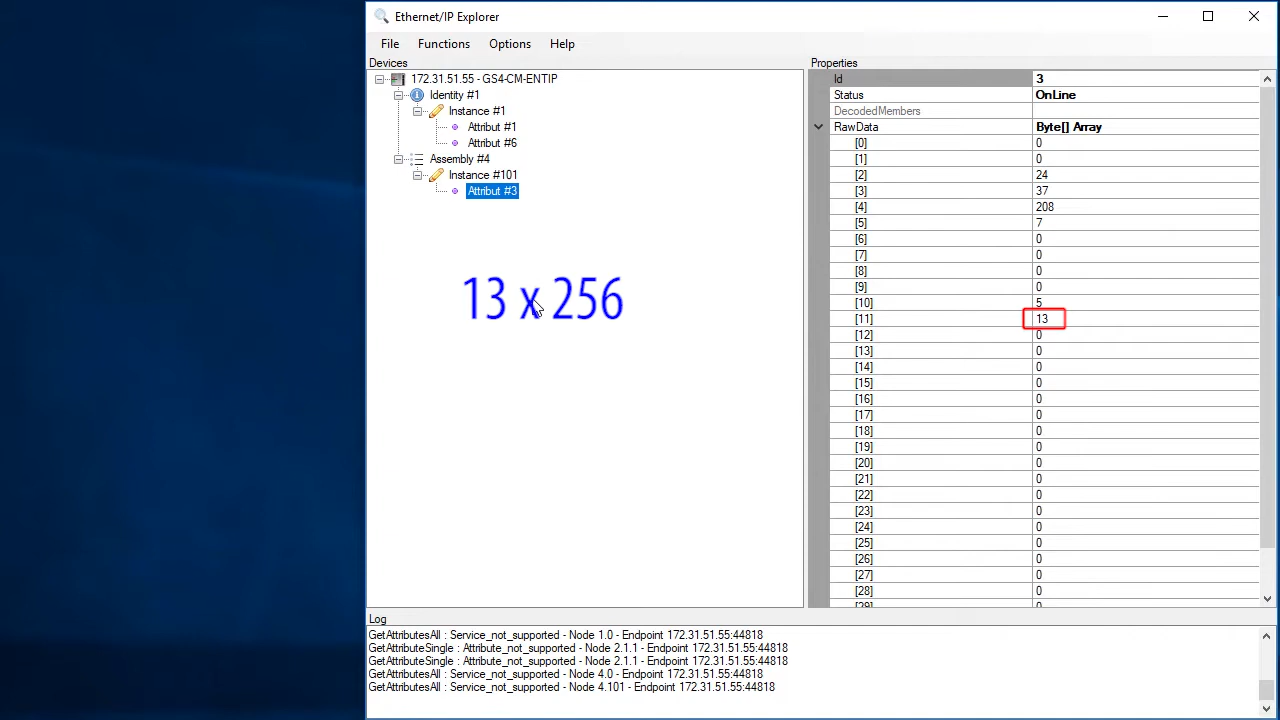 Ethernet/IP Explorer
File Functions Options Help
Devices
172.31.51.55 - GS4-CM-ENTIP
Identity #1
Instance #1
Attribut #1
Attribut #6
Assembly #4
Instance #101
Attribut #3
13 x 256
Properties
Id 3
Status OnLine
DecodedMembers
RawData Byte[] Array
[0] 0
[1] 0
[2] 24
[3] 37
[4] 208
[5] 7
[6] 0
[7] 0
[8] 0
[9] 0
[10] 5
[11] 13
[12] 0
[13] 0
[14] 0
[15] 0
[16] 0
[17] 0
[18] 0
[19] 0
[20] 0
[21] 0
[22] 0
[23] 0
[24] 0
[25] 0
[26] 0
[27] 0
[28] 0
[29] 0
Log
GetAttributesAll : Service_not_supported - Node 1.0 - Endpoint 172.31.51.55:44818
GetAttributeSingle : Attribute_not_supported - Node 2.1.1 - Endpoint 172.31.51.55:44818
GetAttributeSingle : Attribute_not_supported - Node 2.1.1 - Endpoint 172.31.51.55:44818
GetAttributesAll : Service_not_supported - Node 4.0 - Endpoint 172.31.51.55:44818
GetAttributesAll : Service_not_supported - Node 4.101 - Endpoint 172.31.51.55:44818